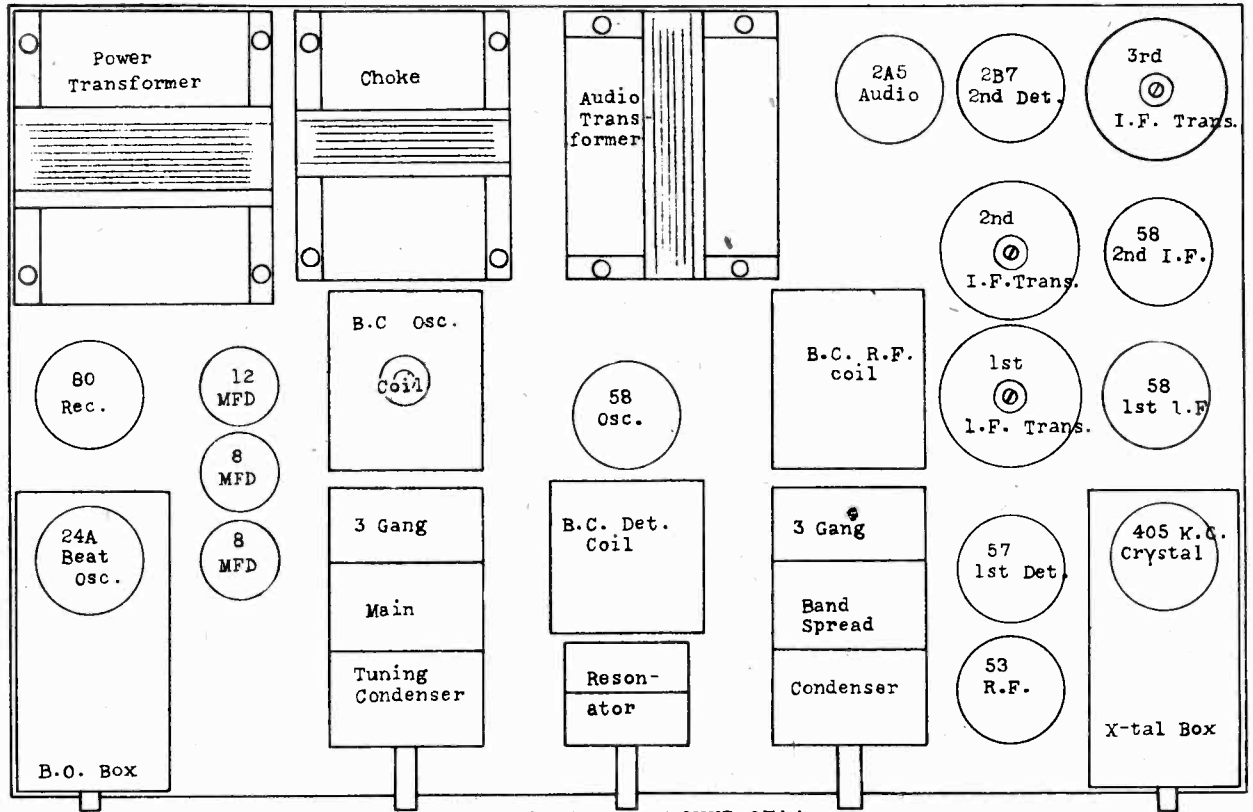 Power
Transformer
Choke
Audio
Trans
former
2A5
Audio
2B7
2nd Det.
3rd
I.F. Trans.
2nd
I.F.Trans.
58
2nd I.F.
B.C Osc.
Coil
B.C. R.F.
coil
1st
I.F. Trans.
58
1st I.F
80
Rec.
12
MFD
8
MFD
8
MFD
58
Osc.
24A
Beat
Osc.
B.O. Box
3 Gang
Main
Tuning
Condenser
B.C. Det.
Coil
Reson-
ator
3 Gang
Band
Spread
Condenser
57
1st Det.
53
R.F.
405 K.C.
Crystal
X-tal Box